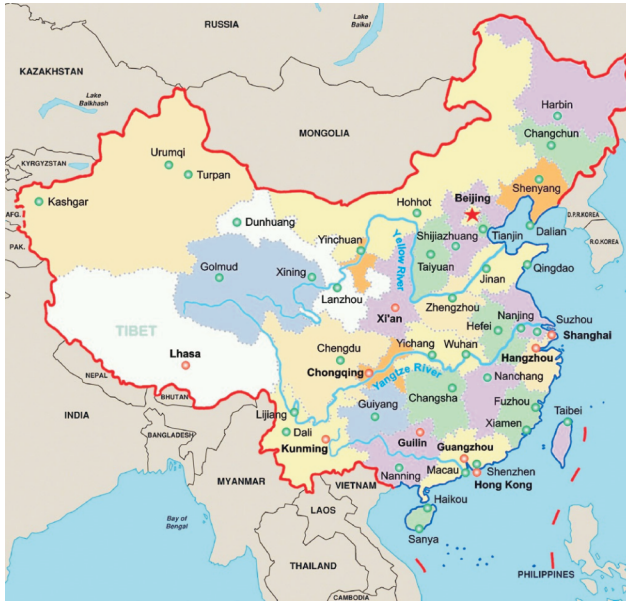 RUSSIA
Lake
Baikal
KAZAKHSTAN
Lake
Balkhash
MONGOLIA
Harbin
Changchun
Urumqi
Turpan
KYRGYZSTAN
Shenyang
Kashgar
Beijing
Hohhot
AFG.
Dunhuang
D.P.R.KOREA
Yinchuan
Yellow River
Shijiazhuang
Tianjin
Dalian
PAK.
R.O.KOREA
Taiyuan
Golmud
Xining
Jinan
Qingdao
Lanzhou
Zhengzhou
Xi'an
TIBET
Nanjing
Suzhou
Hefei
Shanghai
Chengdu
Yichang
Wuhan
Hangzhou
Lhasa
Chongqing
Yangtze River
Nanchang
NEPAL
Changsha
BHUTAN
Fuzhou
Lijiang
Guiyang
Taibei
INDIA
Dali
Xiamen
Guilin
BANGLADESH
Kunming
Guangzhou
Nanning
Macau
Shenzhen
MYANMAR
VIETNAM
Hong Kong
Haikou
LAOS
Bay of
Bengal
Sanya
THAILAND
PHILIPPINES
CAMBODIA